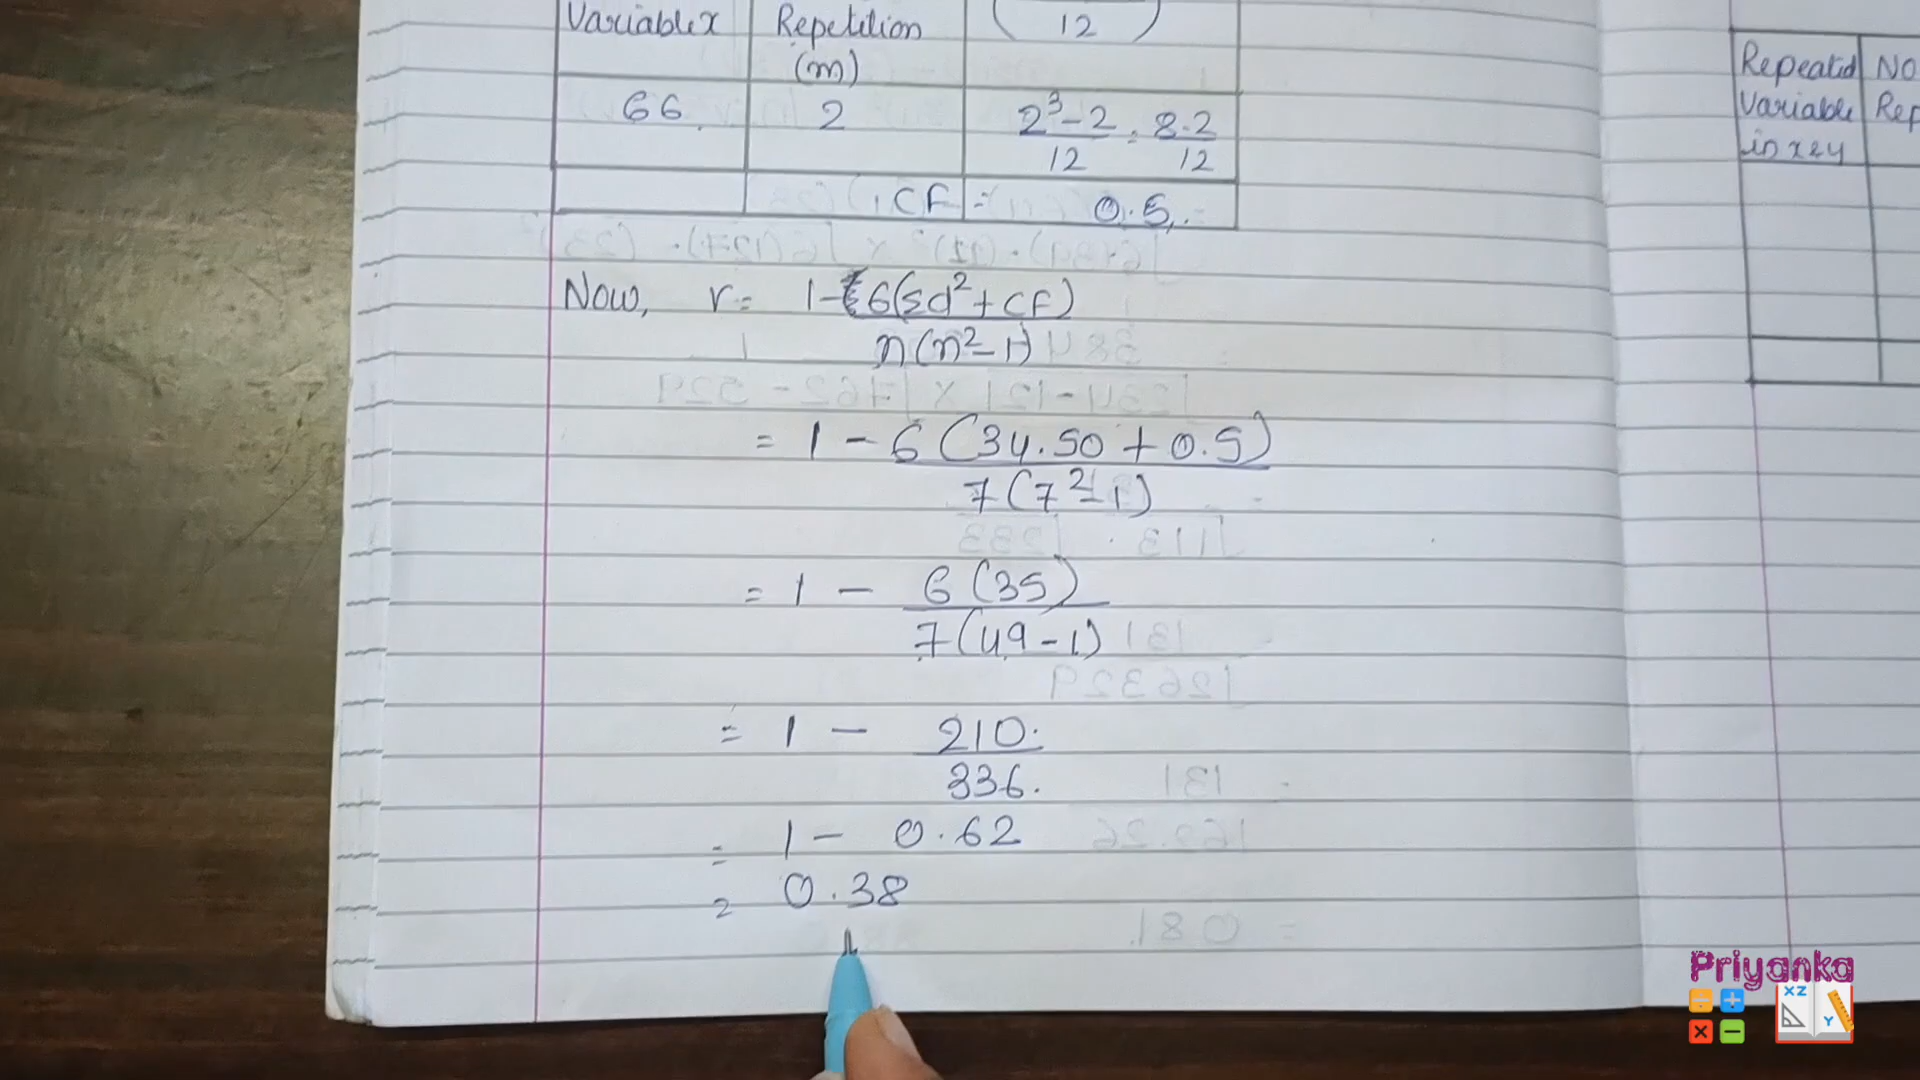 Variable x Repetition 12
(m)
66. 2 2³-2 = 8-2
12 12
CF = 0.5
Now, r = 1-6(Σd²+CF)
n(n²-1)
= 1 - 6(34.50+0.5)
7(7²-1)
= 1 - 6(35)
7(49-1)
= 1 - 210.
336.
= 1 - 0.62
= 0.38
Repeated No
Variable Rep
in x & y
Priyanka
XZ
Y